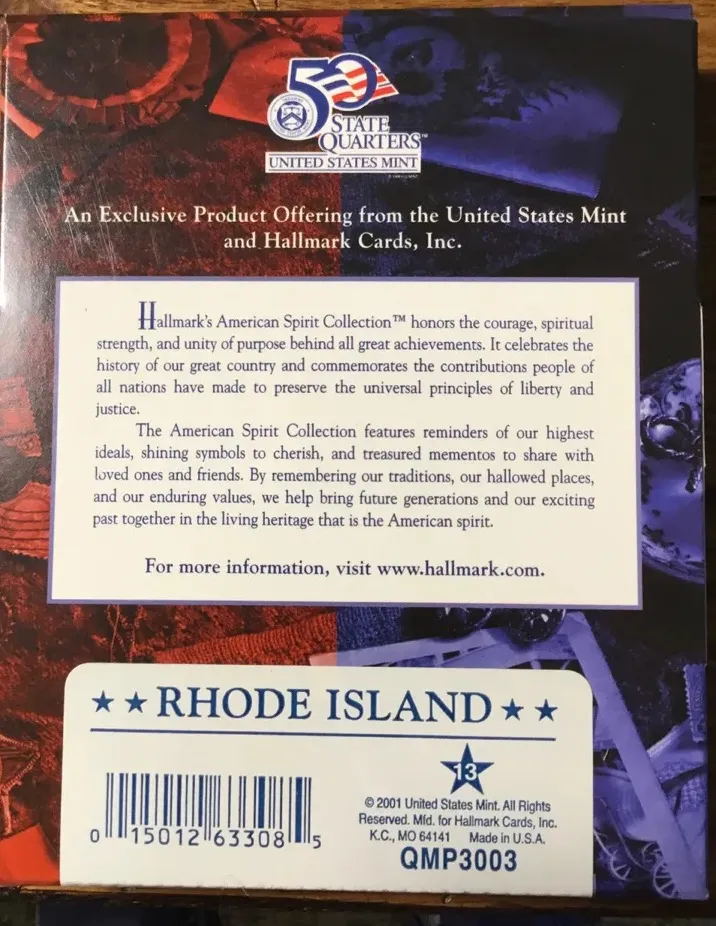 50
STATE
QUARTERS™
UNITED STATES MINT
An Exclusive Product Offering from the United States Mint
and Hallmark Cards, Inc.
Hallmark's American Spirit Collection™ honors the courage, spiritual
strength, and unity of purpose behind all great achievements. It celebrates the
history of our great country and commemorates the contributions people of
all nations have made to preserve the universal principles of liberty and
justice.
The American Spirit Collection features reminders of our highest
ideals, shining symbols to cherish, and treasured mementos to share with
loved ones and friends. By remembering our traditions, our hallowed places,
and our enduring values, we help bring future generations and our exciting
past together in the living heritage that is the American spirit.
For more information, visit www.hallmark.com.
RHODE ISLAND
13
© 2001 United States Mint. All Rights
Reserved. Mfd. for Hallmark Cards, Inc.
K.C., MO 64141 Made in U.S.A.
QMP3003
0 15012 63308 5